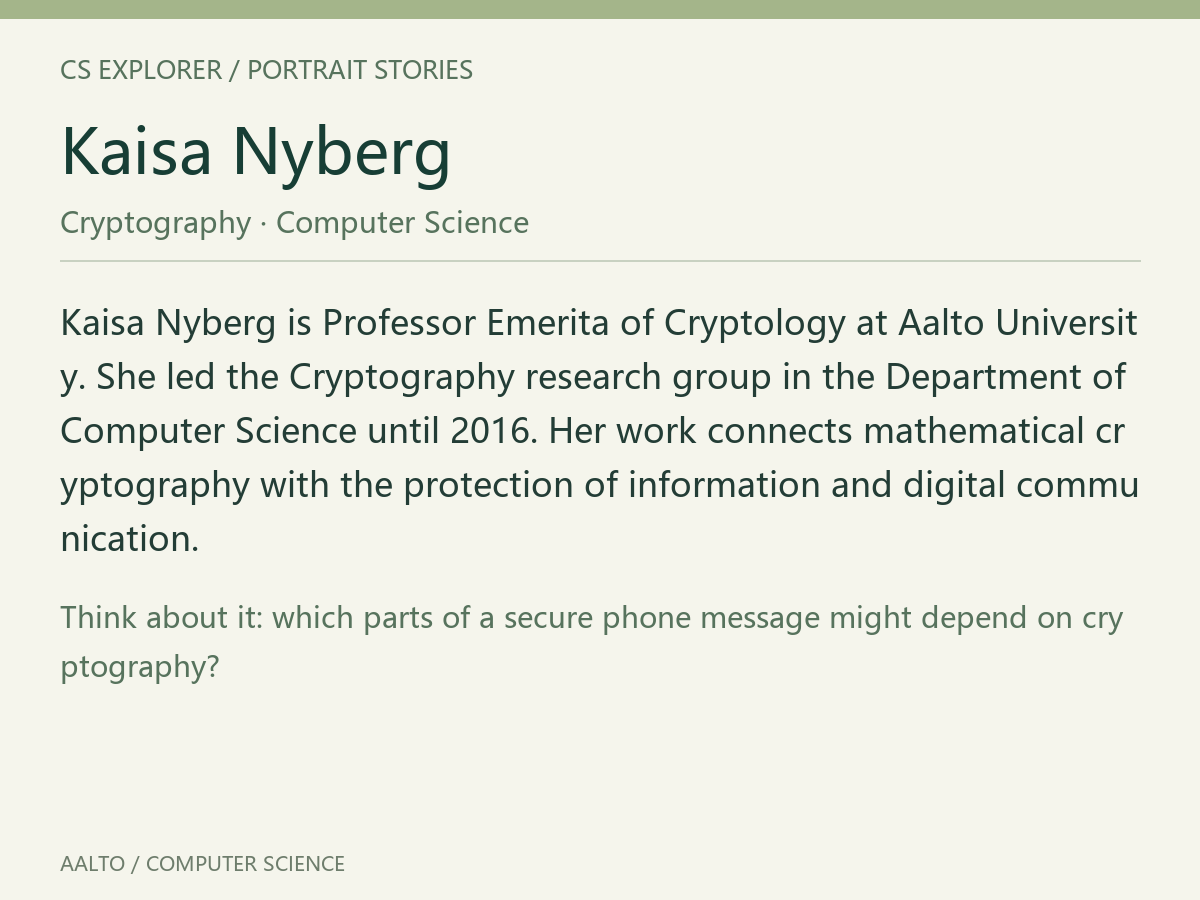 CS EXPLORER / PORTRAIT STORIES
Kaisa Nyberg
Cryptography · Computer Science
Kaisa Nyberg is Professor Emerita of Cryptology at Aalto Universit
y. She led the Cryptography research group in the Department of
Computer Science until 2016. Her work connects mathematical cr
yptography with the protection of information and digital commu
nication.
Think about it: which parts of a secure phone message might depend on cry
ptography?
AALTO / COMPUTER SCIENCE